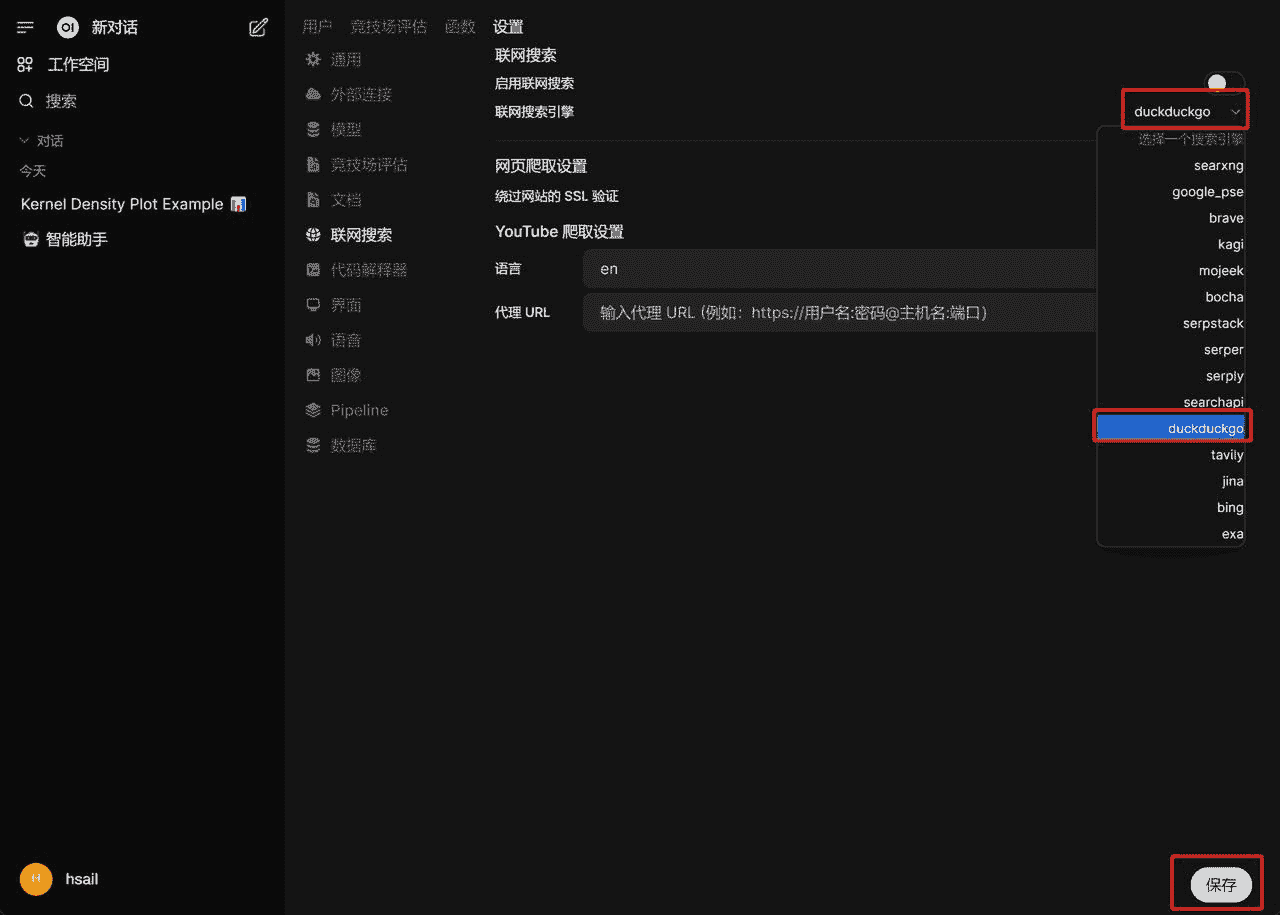 新对话
工作空间
搜索
对话
今天
Kernel Density Plot Example
智能助手
hsail
用户 竞技场评估 函数 设置
通用
外部连接
模型
竞技场评估
文档
联网搜索
代码解释器
界面
语音
图像
Pipeline
数据库
联网搜索
启用联网搜索
联网搜索引擎
duckduckgo
选择一个搜索引擎
searxng
google_pse
brave
kagi
mojeek
bocha
serpstack
serper
serply
searchapi
duckduckgo
tavily
jina
bing
exa
网页爬取设置
绕过网站的 SSL 验证
YouTube 爬取设置
语言
en
代理 URL
输入代理 URL (例如：https://用户名:密码@主机名:端口)
保存